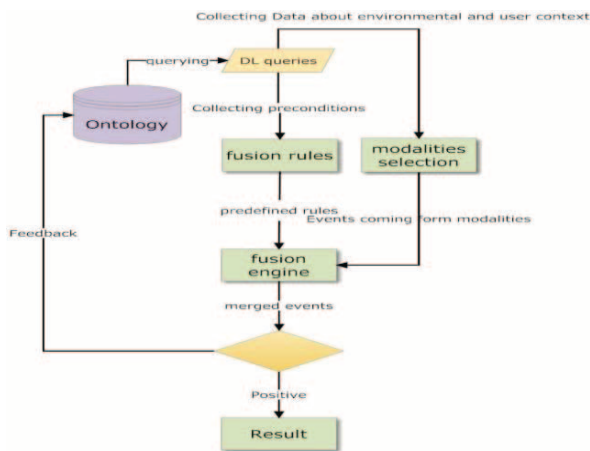 Collecting Data about environmental and user context
querying
DL queries
Ontology
Collecting preconditions
fusion rules
modalities
selection
predefined rules
Events coming form modalities
Feedback
fusion
engine
merged events
Positive
Result